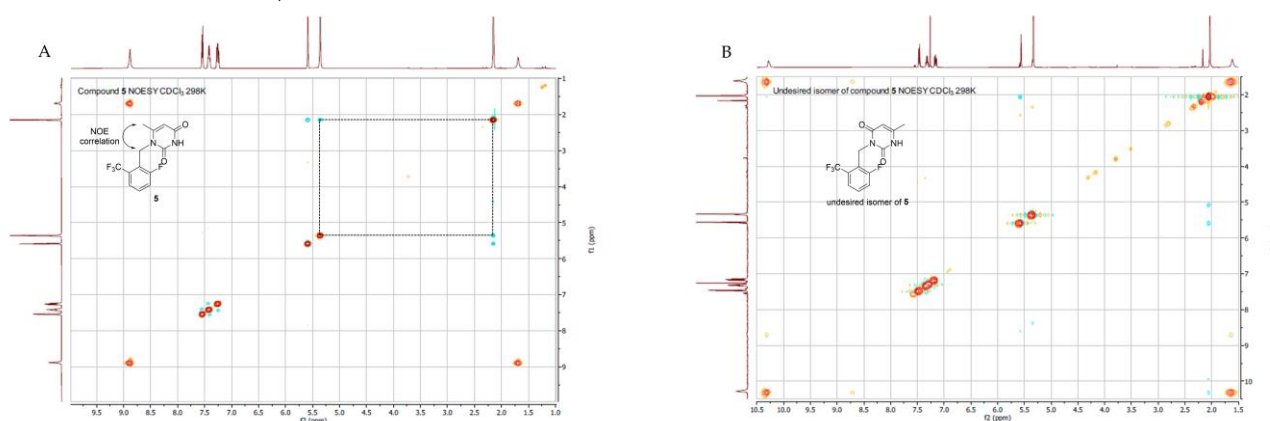 A
Compound 5 NOESY CDCl₃ 298K
NOE
correlation
O
N
NH
O
F₃C
F
5
1
2
3
4
5
6
7
8
9
f1 (ppm)
9.5 9.0 8.5 8.0 7.5 7.0 6.5 6.0 5.5 5.0 4.5 4.0 3.5 3.0 2.5 2.0 1.5 1.0
f2 (ppm)
B
Undesired isomer of compound 5 NOESY CDCl₃ 298K
O
N
NH
O
F₃C
F
undesired isomer of 5
2
3
4
5
6
7
8
9
10
f1 (ppm)
10.5 10.0 9.5 9.0 8.5 8.0 7.5 7.0 6.5 6.0 5.5 5.0 4.5 4.0 3.5 3.0 2.5 2.0 1.5
f2 (ppm)